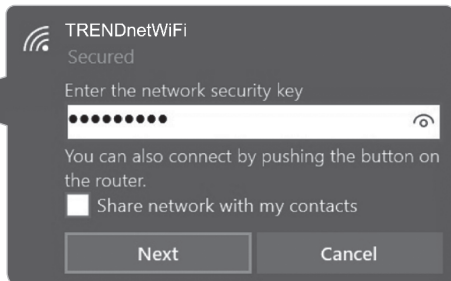 TRENDnetWiFi
Secured
Enter the network security key
●●●●●●●●●
You can also connect by pushing the button on
the router.
Share network with my contacts
Next Cancel